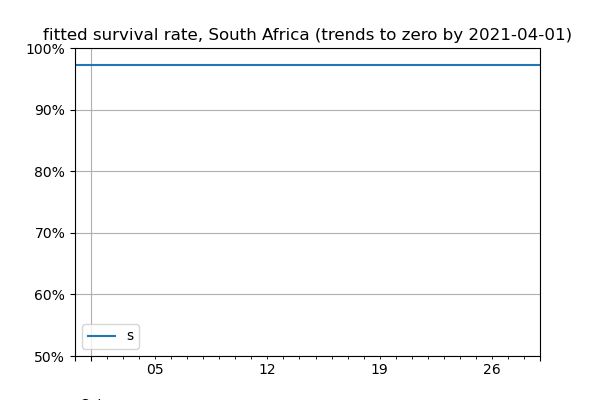 fitted survival rate, South Africa (trends to zero by 2021-04-01)
100%
90%
80%
70%
60%
50%
s
05 12 19 26